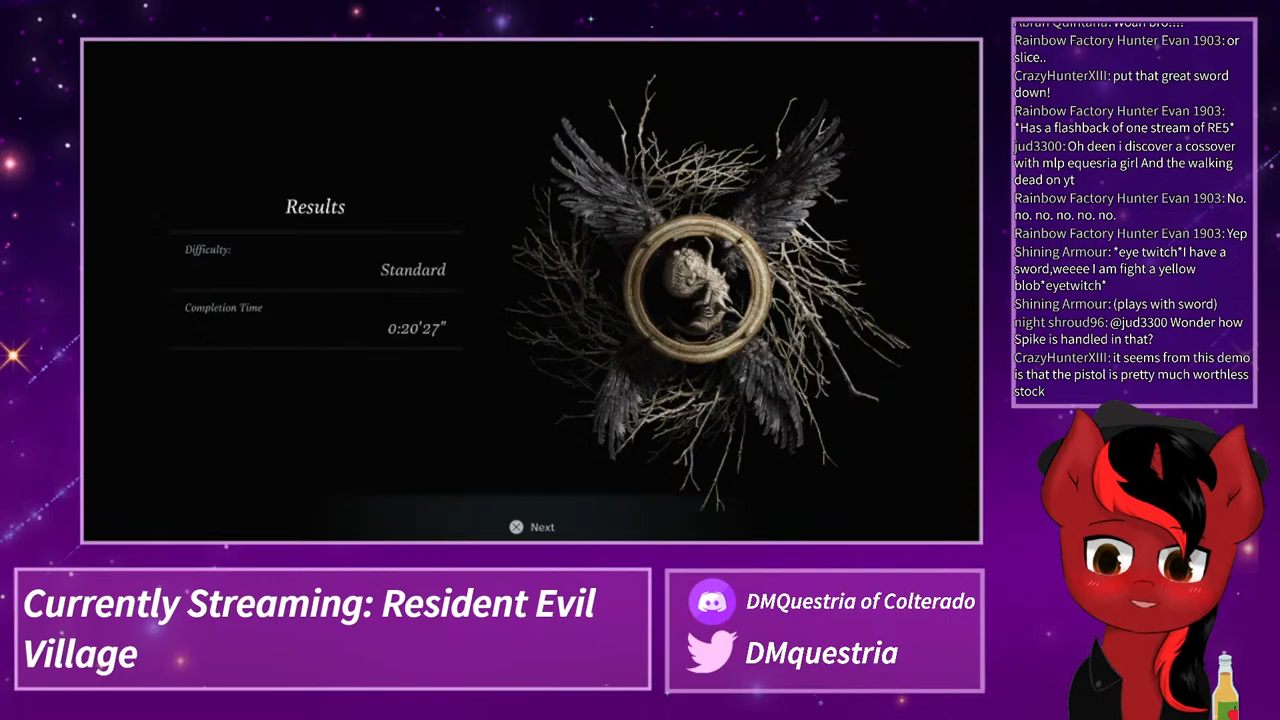 Results
Difficulty:
Standard
Completion Time
0:20'27"
Next
Rainbow Factory Hunter Evan 1903: or
slice..
CrazyHunterXIII: put that great sword
down!
Rainbow Factory Hunter Evan 1903:
*Has a flashback of one stream of RE5*
jud3300: Oh deen i discover a cossover
with mlp equesria girl And the walking
dead on yt
Rainbow Factory Hunter Evan 1903: No.
no. no. no. no. no.
Rainbow Factory Hunter Evan 1903: Yep
Shining Armour: *eye twitch*I have a
sword,weeee I am fight a yellow
blob*eyetwitch*
Shining Armour: (plays with sword)
night shroud96: @jud3300 Wonder how
Spike is handled in that?
CrazyHunterXIII: it seems from this demo
is that the pistol is pretty much worthless
stock
Currently Streaming: Resident Evil
Village
DMQuestria of Colterado
DMquestria